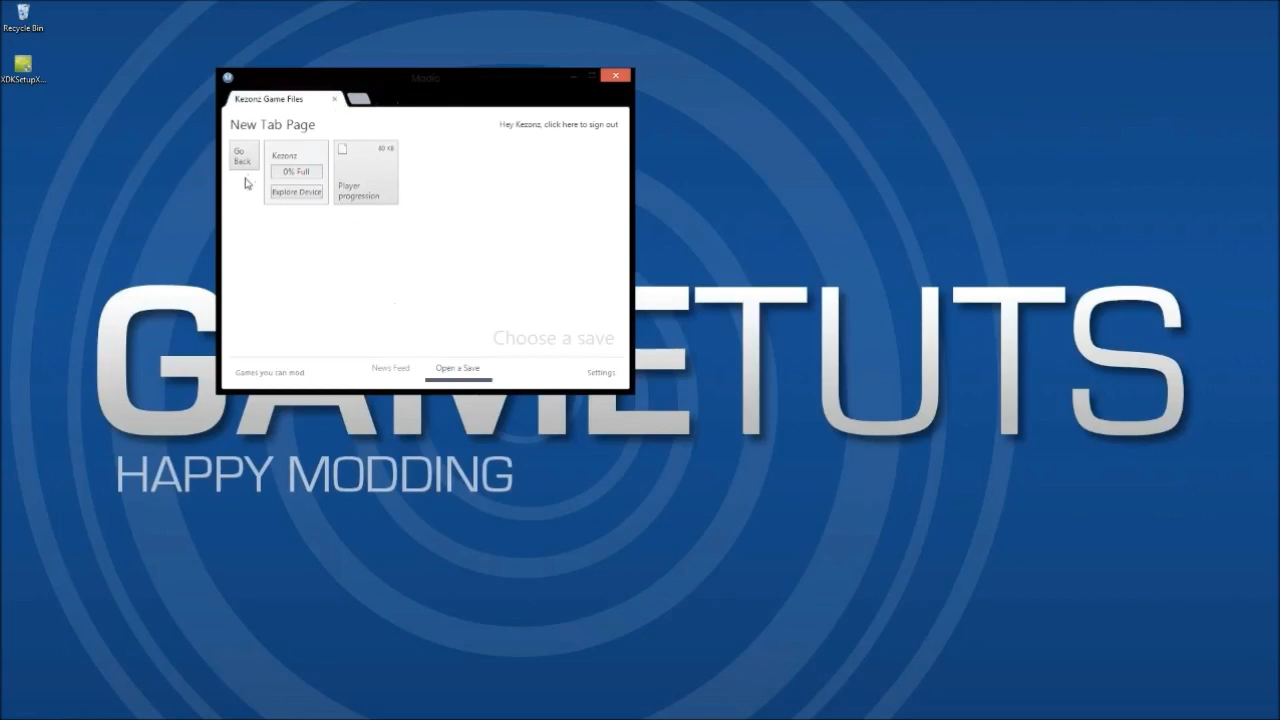 Recycle Bin
XDKSetupX...
Modio
Kezonz Game Files
New Tab Page
Hey Kezonz, click here to sign out
Go Back
Kezonz
0% Full
Explore Device
80 KB
Player
progression
Choose a save
Games you can mod
News Feed
Open a Save
Settings
GAMETUTS
HAPPY MODDING